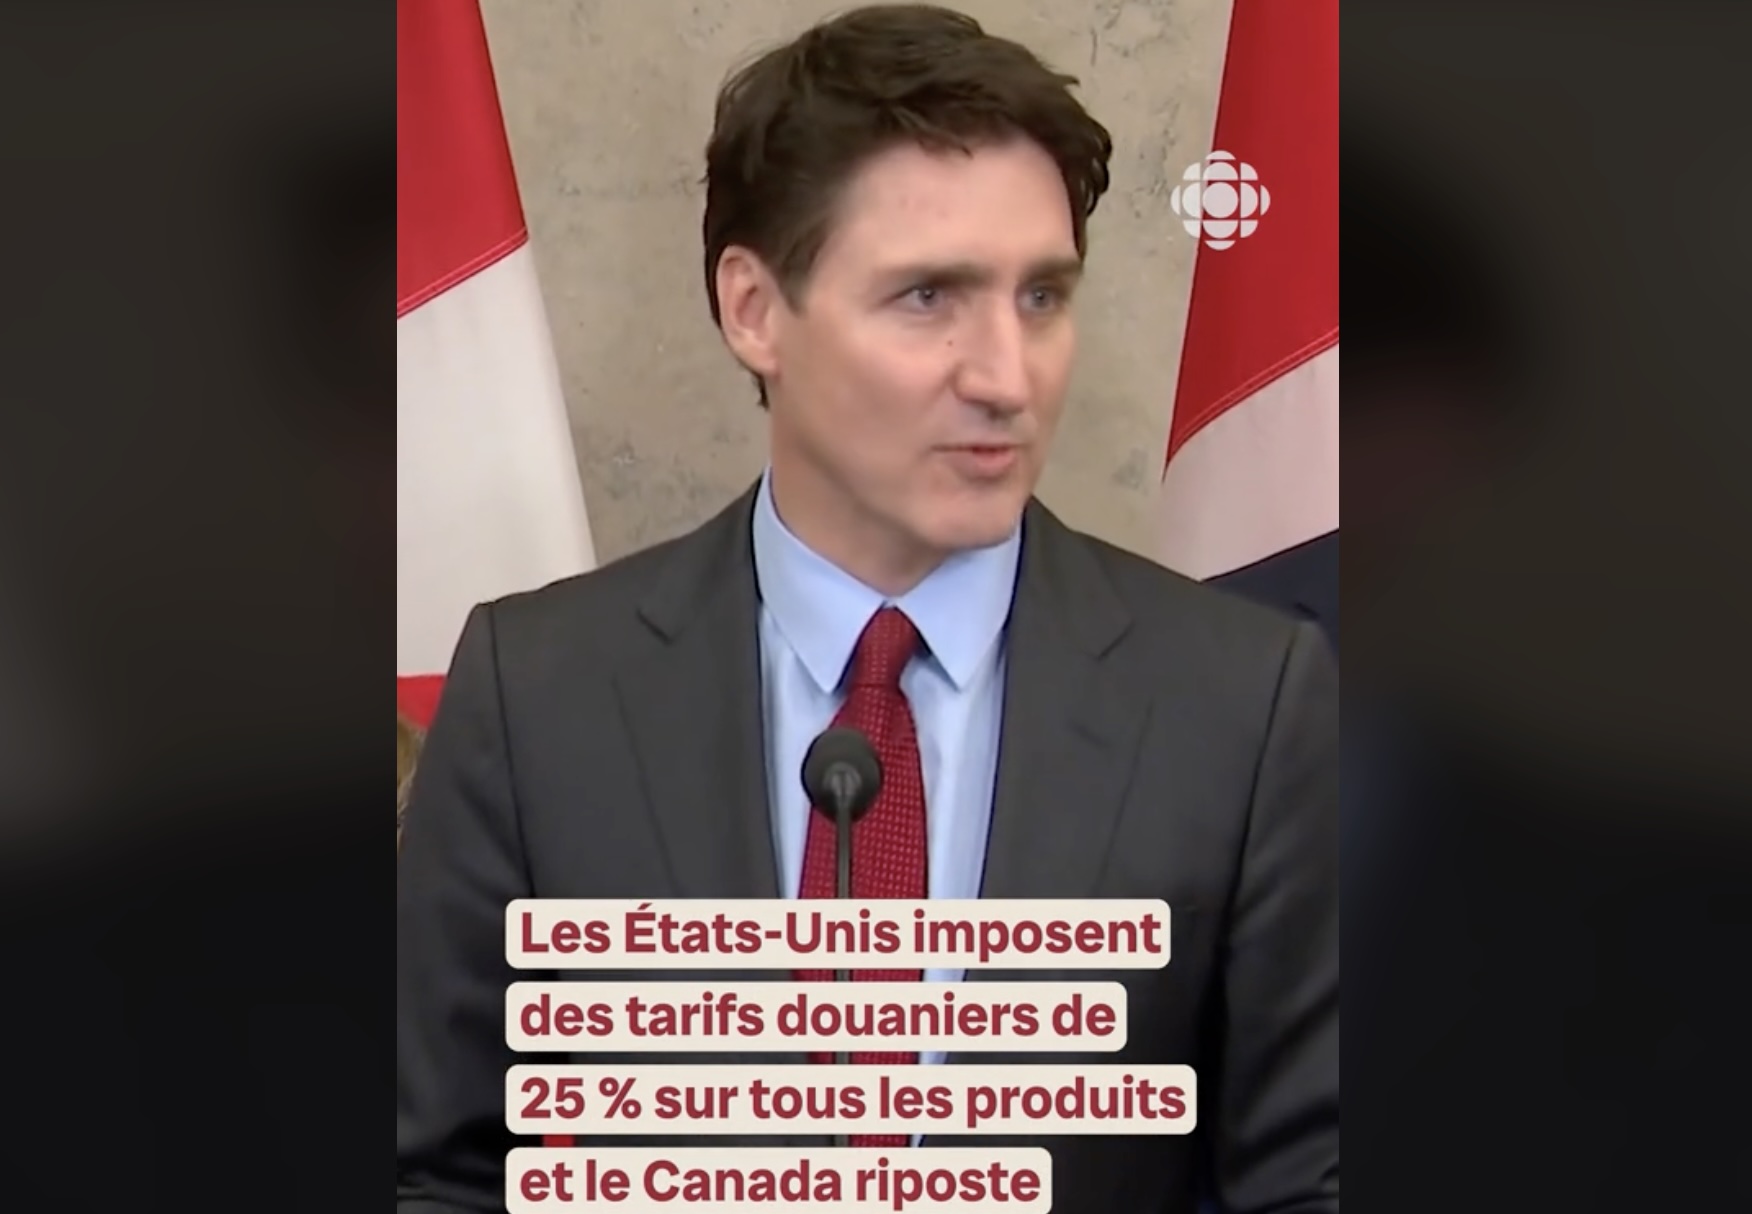 Les États-Unis imposent
des tarifs douaniers de
25 % sur tous les produits
et le Canada riposte